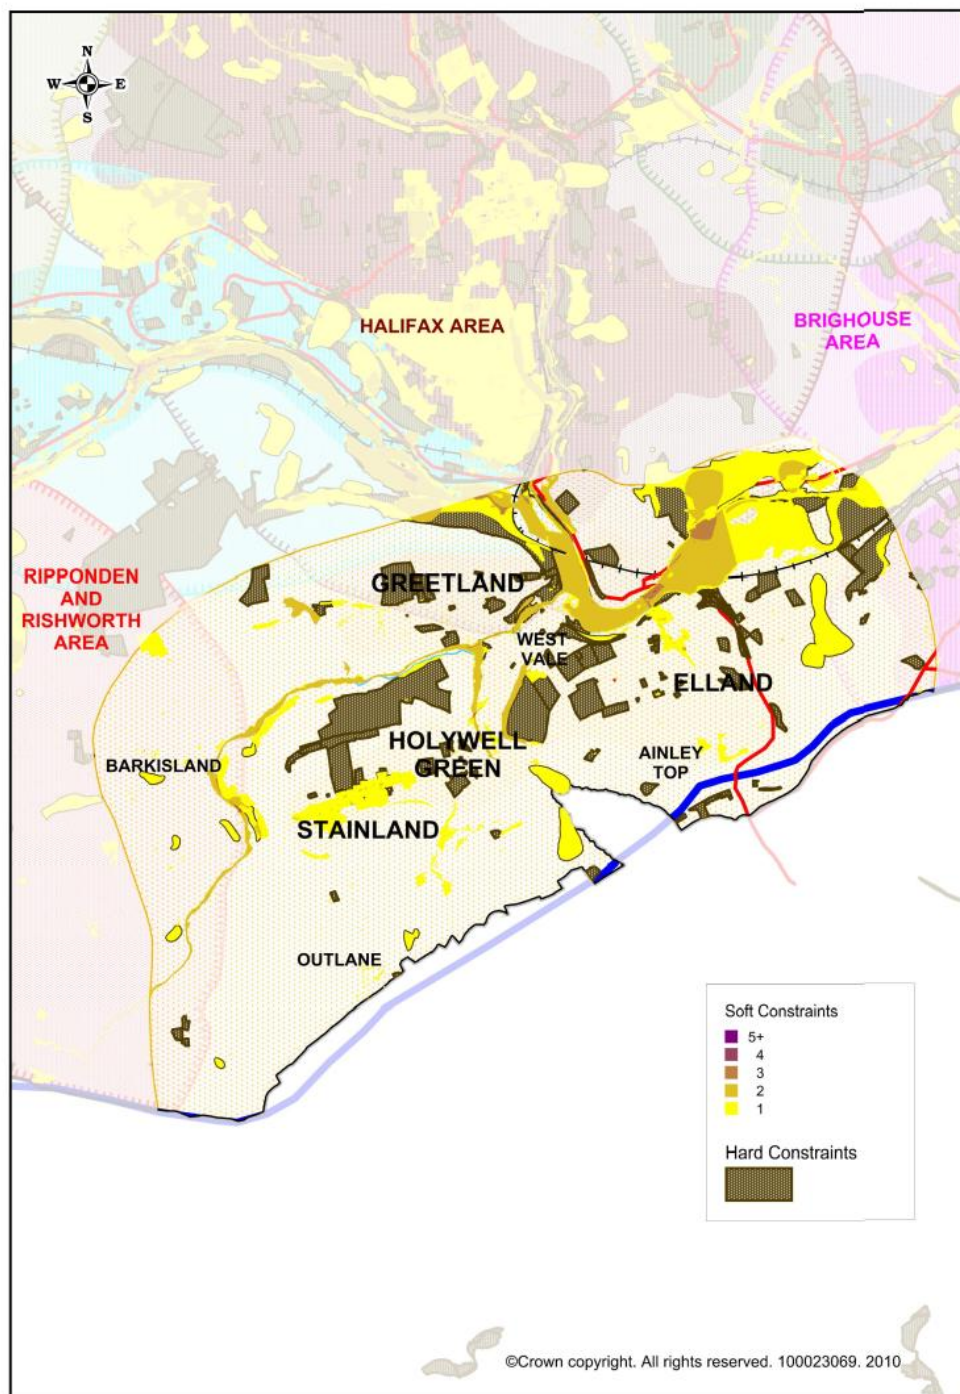 N
W E
S
HALIFAX AREA
BRIGHOUSE
AREA
RIPPONDEN
AND
RISHWORTH
AREA
GREETLAND
WEST
VALE
ELLAND
HOLYWELL
GREEN
AINLEY
TOP
BARKISLAND
STAINLAND
OUTLANE
Soft Constraints
5+
4
3
2
1
Hard Constraints
©Crown copyright. All rights reserved. 100023069. 2010